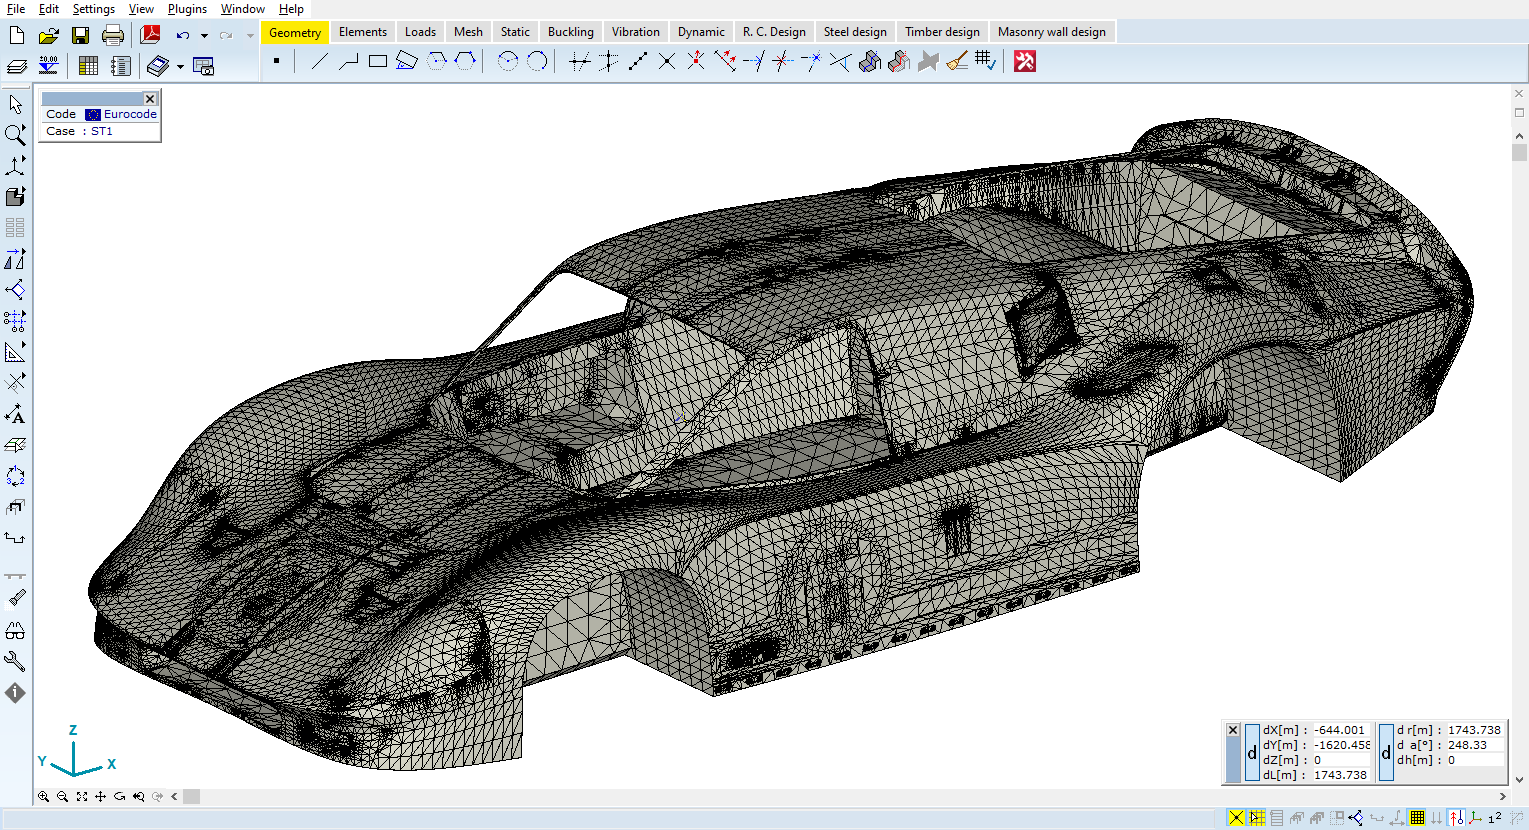 File Edit Settings View Plugins Window Help
Geometry Elements Loads Mesh Static Buckling Vibration Dynamic R. C. Design Steel design Timber design Masonry wall design
Code Eurocode
Case : ST1
Z
Y X
dX[m] : -644.001 d r[m] : 1743.738
dY[m] : -1620.458 d a[°] : 248.33
dZ[m] : 0 dh[m] : 0
dL[m] : 1743.738
d d